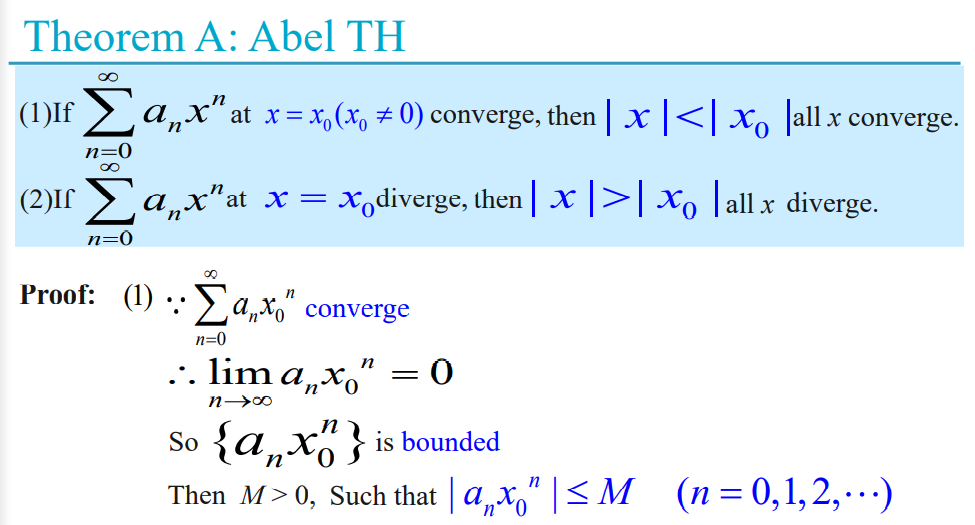 Theorem A: Abel TH
(1)If $\sum_{n=0}^{\infty} a_n x^n$ at $x = x_0 (x_0 \neq 0)$ converge, then $|x| < |x_0|$ all $x$ converge.
(2)If $\sum_{n=0}^{\infty} a_n x^n$ at $x = x_0$ diverge, then $|x| > |x_0|$ all $x$ diverge.
Proof: (1) $\because \sum_{n=0}^{\infty} a_n x_0^n$ converge
$\therefore \lim_{n \to \infty} a_n x_0^n = 0$
So $\{a_n x_0^n\}$ is bounded
Then $M > 0$, Such that $|a_n x_0^n| \leq M \quad (n = 0,1,2,\cdots)$